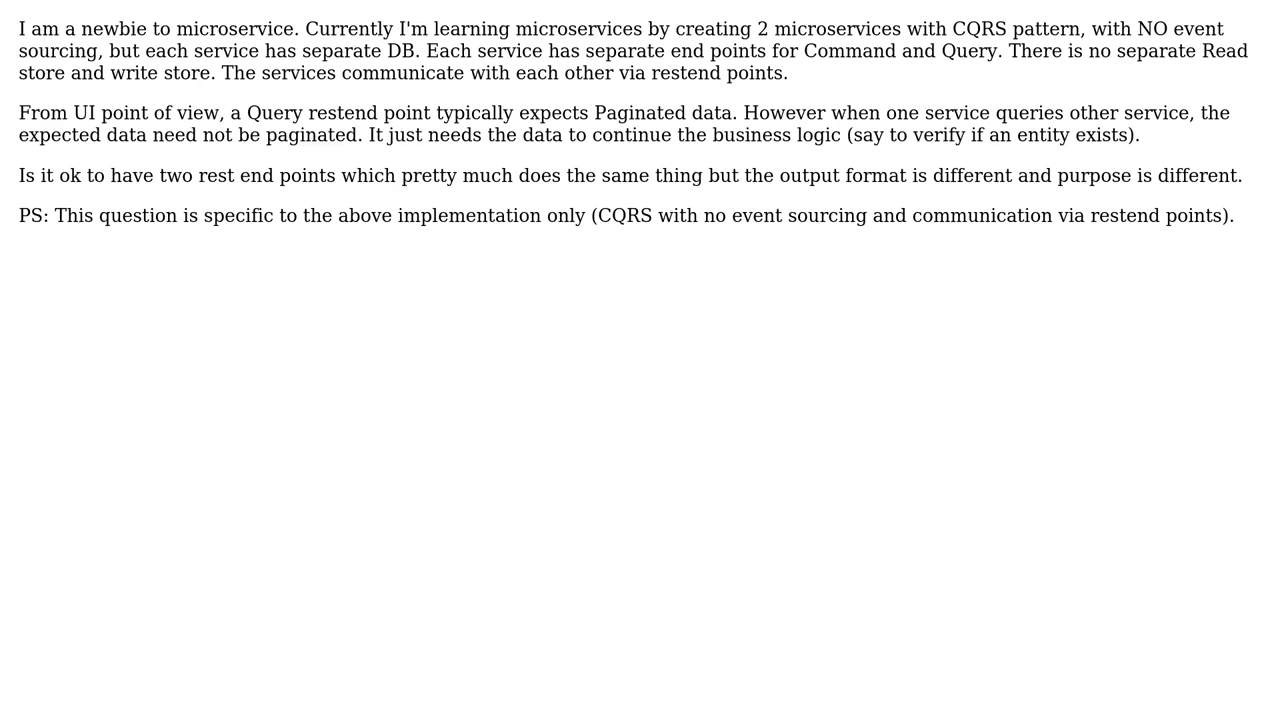 I am a newbie to microservice. Currently I'm learning microservices by creating 2 microservices with CQRS pattern, with NO event
sourcing, but each service has separate DB. Each service has separate end points for Command and Query. There is no separate Read
store and write store. The services communicate with each other via restend points.
From UI point of view, a Query restend point typically expects Paginated data. However when one service queries other service, the
expected data need not be paginated. It just needs the data to continue the business logic (say to verify if an entity exists).
Is it ok to have two rest end points which pretty much does the same thing but the output format is different and purpose is different.
PS: This question is specific to the above implementation only (CQRS with no event sourcing and communication via restend points).